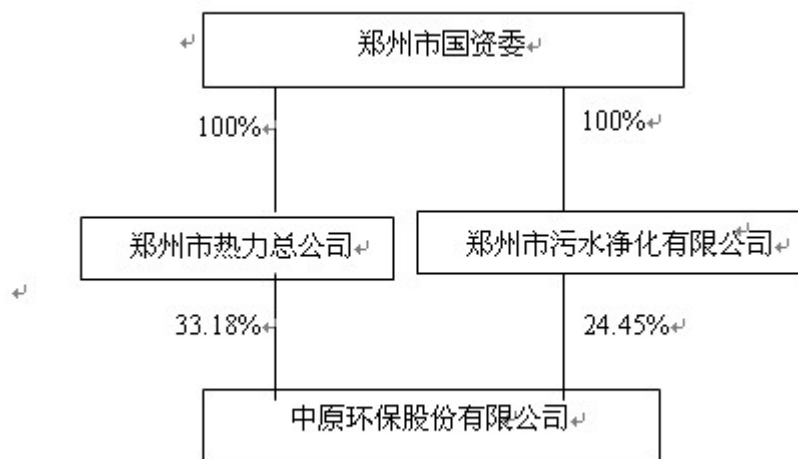 郑州市国资委
100%
100%
郑州市热力总公司
郑州市污水净化有限公司
33.18%
24.45%
中原环保股份有限公司